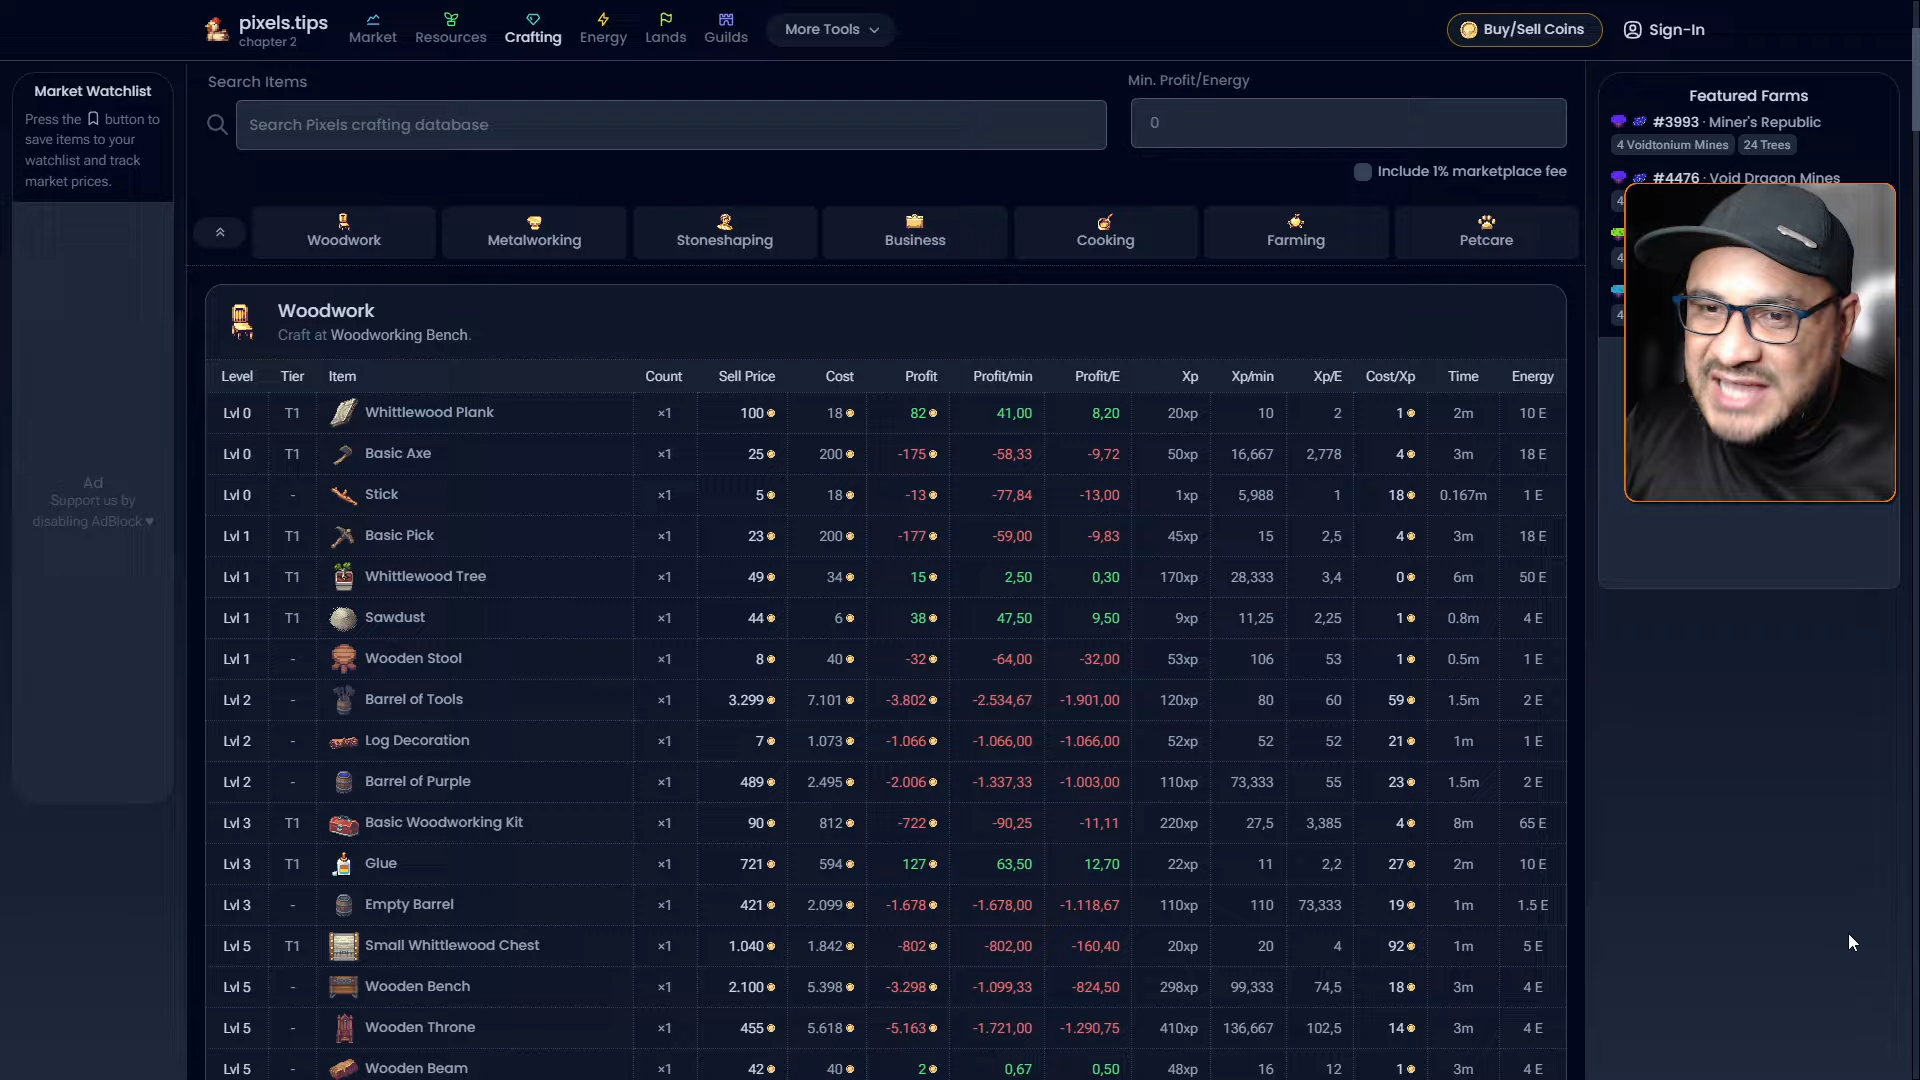 pixels.tips
chapter 2
Market
Resources
Crafting
Energy
Lands
Guilds
More Tools
Buy/Sell Coins
Sign-In
Market Watchlist
Press the button to
save items to your
watchlist and track
market prices.
Ad
Support us by
disabling AdBlock ♥
Search Items
Search Pixels crafting database
Min. Profit/Energy
0
Include 1% marketplace fee
Woodwork
Metalworking
Stoneshaping
Business
Cooking
Farming
Petcare
Woodwork
Craft at Woodworking Bench.
Level Tier Item Count Sell Price Cost Profit Profit/min Profit/E Xp Xp/min Xp/E Cost/Xp Time Energy
Lvl 0 T1 Whittlewood Plank ×1 100 18 82 41,00 8,20 20xp 10 2 1 2m 10 E
Lvl 0 T1 Basic Axe ×1 25 200 -175 -58,33 -9,72 50xp 16,667 2,778 4 3m 18 E
Lvl 0 - Stick ×1 5 18 -13 -77,84 -13,00 1xp 5,988 1 18 0.167m 1 E
Lvl 1 T1 Basic Pick ×1 23 200 -177 -59,00 -9,83 45xp 15 2,5 4 3m 18 E
Lvl 1 T1 Whittlewood Tree ×1 49 34 15 2,50 0,30 170xp 28,333 3,4 0 6m 50 E
Lvl 1 T1 Sawdust ×1 44 6 38 47,50 9,50 9xp 11,25 2,25 1 0.8m 4 E
Lvl 1 - Wooden Stool ×1 8 40 -32 -64,00 -32,00 53xp 106 53 1 0.5m 1 E
Lvl 2 - Barrel of Tools ×1 3.299 7.101 -3.802 -2.534,67 -1.901,00 120xp 80 60 59 1.5m 2 E
Lvl 2 - Log Decoration ×1 7 1.073 -1.066 -1.066,00 -1.066,00 52xp 52 52 21 1m 1 E
Lvl 2 - Barrel of Purple ×1 489 2.495 -2.006 -1.337,33 -1.003,00 110xp 73,333 55 23 1.5m 2 E
Lvl 3 T1 Basic Woodworking Kit ×1 90 812 -722 -90,25 -11,11 220xp 27,5 3,385 4 8m 65 E
Lvl 3 T1 Glue ×1 721 594 127 63,50 12,70 22xp 11 2,2 27 2m 10 E
Lvl 3 - Empty Barrel ×1 421 2.099 -1.678 -1.678,00 -1.118,67 110xp 110 73,333 19 1m 1.5 E
Lvl 5 T1 Small Whittlewood Chest ×1 1.040 1.842 -802 -802,00 -160,40 20xp 20 4 92 1m 5 E
Lvl 5 - Wooden Bench ×1 2.100 5.398 -3.298 -1.099,33 -824,50 298xp 99,333 74,5 18 3m 4 E
Lvl 5 - Wooden Throne ×1 455 5.618 -5.163 -1.721,00 -1.290,75 410xp 136,667 102,5 14 3m 4 E
Lvl 5 - Wooden Beam ×1 42 40 2 0,67 0,50 48xp 16 12 1 3m 4 E
Featured Farms
#3993 · Miner's Republic
4 Voidtonium Mines 24 Trees
#4476 · Void Dragon Mines
4
4
4